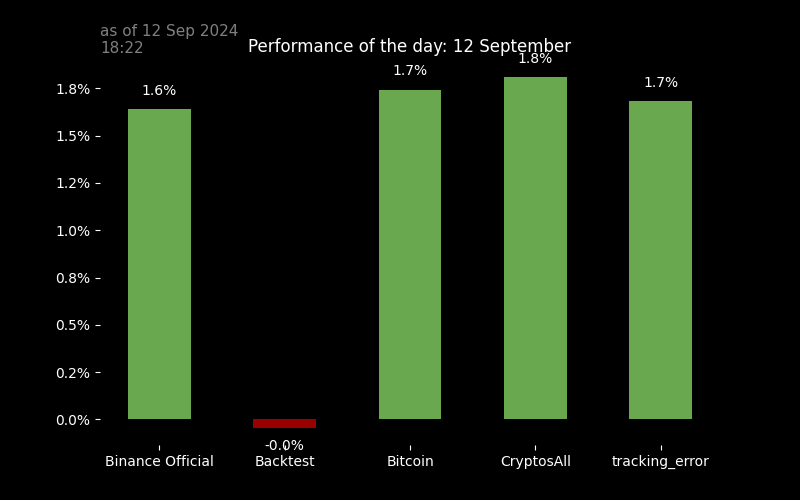 as of 12 Sep 2024
18:22
Performance of the day: 12 September
1.8%
1.5%
1.2%
1.0%
0.8%
0.5%
0.2%
0.0%
1.6%
-0.0%
1.7%
1.8%
1.7%
Binance Official
Backtest
Bitcoin
CryptosAll
tracking_error